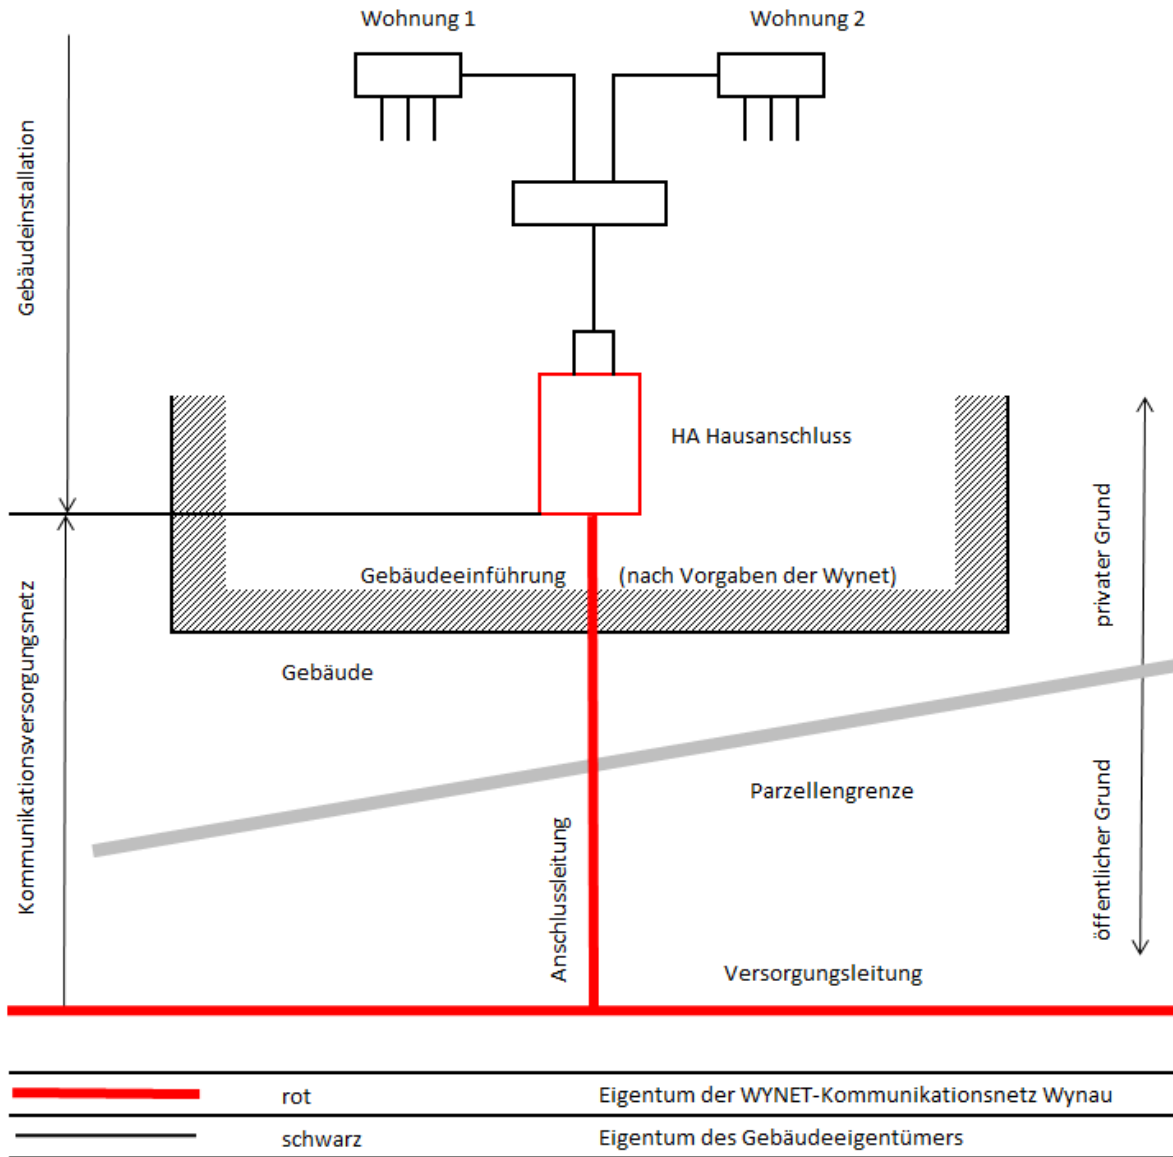 Wohnung 1
Wohnung 2
Gebäudeinstallation
HA Hausanschluss
privater Grund
Gebäudeeinführung (nach Vorgaben der Wynet)
Kommunikationsversorgungsnetz
Gebäude
Parzellengrenze
öffentlicher Grund
Anschlussleitung
Versorgungsleitung
rot Eigentum der WYNET-Kommunikationsnetz Wynau
schwarz Eigentum des Gebäudeeigentümers